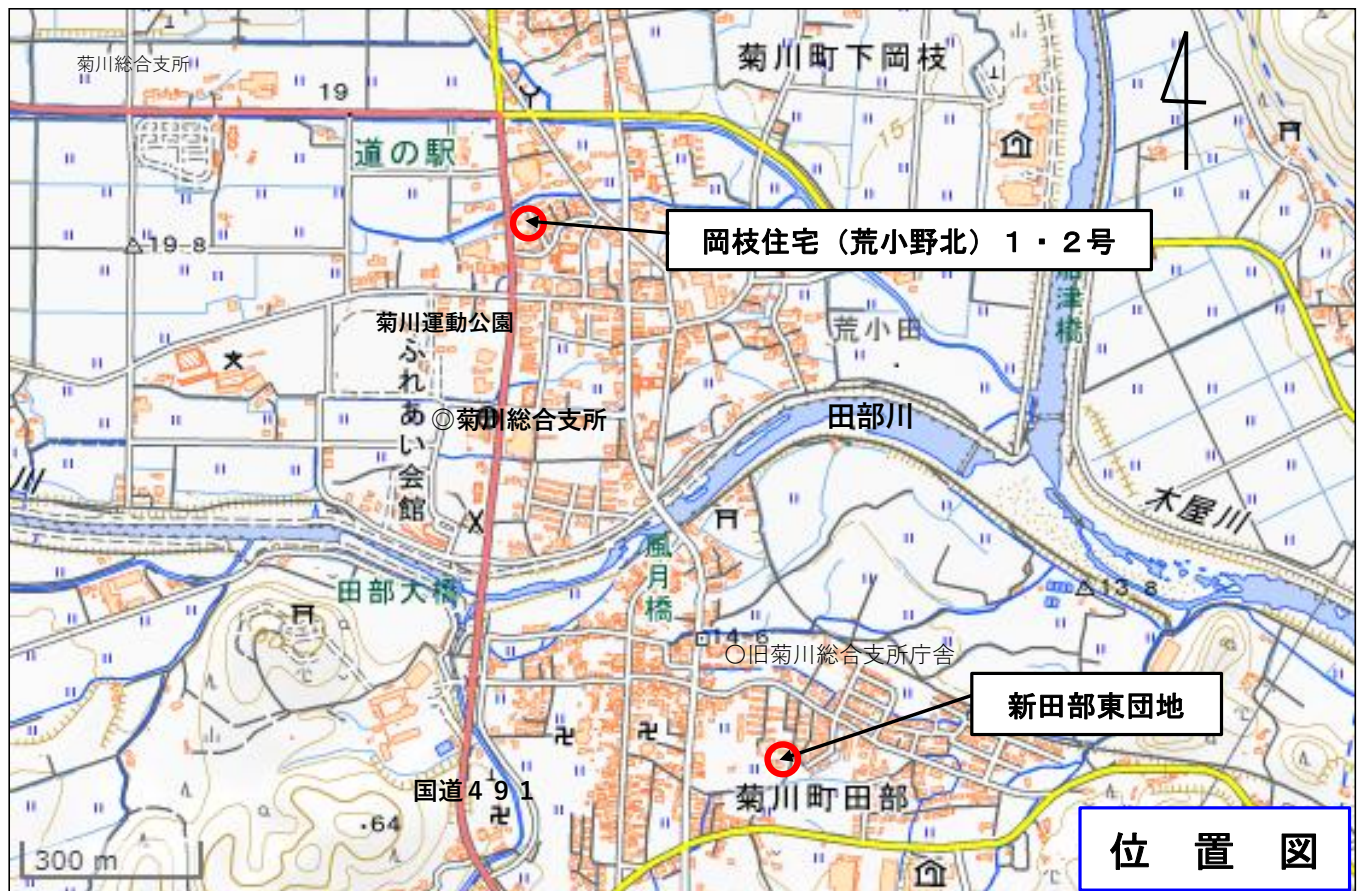 菊川町下岡枝
菊川総合支所
19
道の駅
15
岡枝住宅（荒小野北）１・２号
19.8
津橋
菊川運動公園
荒小田
ふれあい会館
◎菊川総合支所
田部川
川
木屋川
風月橋
田部大橋
13.8
14.6
○旧菊川総合支所庁舎
新田部東団地
国道４９１
菊川町田部
・64
300 m
位 置 図